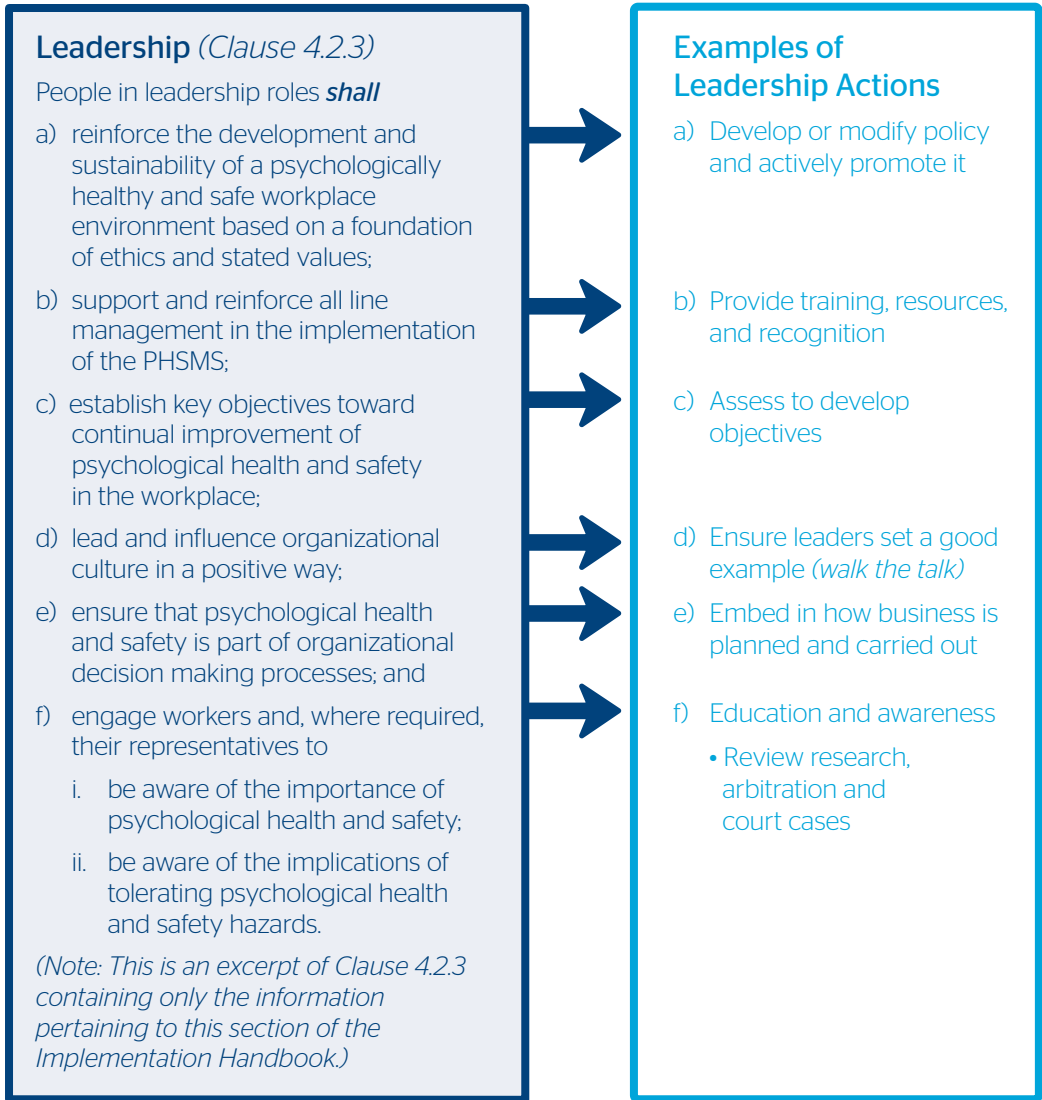 Leadership (Clause 4.2.3)
People in leadership roles shall
a) reinforce the development and
sustainability of a psychologically
healthy and safe workplace
environment based on a foundation
of ethics and stated values;
b) support and reinforce all line
management in the implementation
of the PHSMS;
c) establish key objectives toward
continual improvement of
psychological health and safety
in the workplace;
d) lead and influence organizational
culture in a positive way;
e) ensure that psychological health
and safety is part of organizational
decision making processes; and
f) engage workers and, where required,
their representatives to
i. be aware of the importance of
psychological health and safety;
ii. be aware of the implications of
tolerating psychological health
and safety hazards.
(Note: This is an excerpt of Clause 4.2.3
containing only the information
pertaining to this section of the
Implementation Handbook.)
Examples of
Leadership Actions
a) Develop or modify policy
and actively promote it
b) Provide training, resources,
and recognition
c) Assess to develop
objectives
d) Ensure leaders set a good
example (walk the talk)
e) Embed in how business is
planned and carried out
f) Education and awareness
• Review research,
arbitration and
court cases